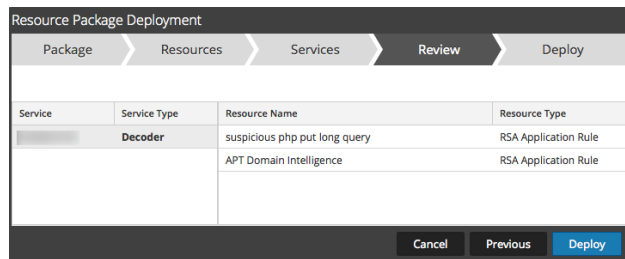 Resource Package Deployment
Package Resources Services Review Deploy
Service Service Type Resource Name Resource Type
Decoder suspicious php put long query RSA Application Rule
APT Domain Intelligence RSA Application Rule
Cancel Previous Deploy